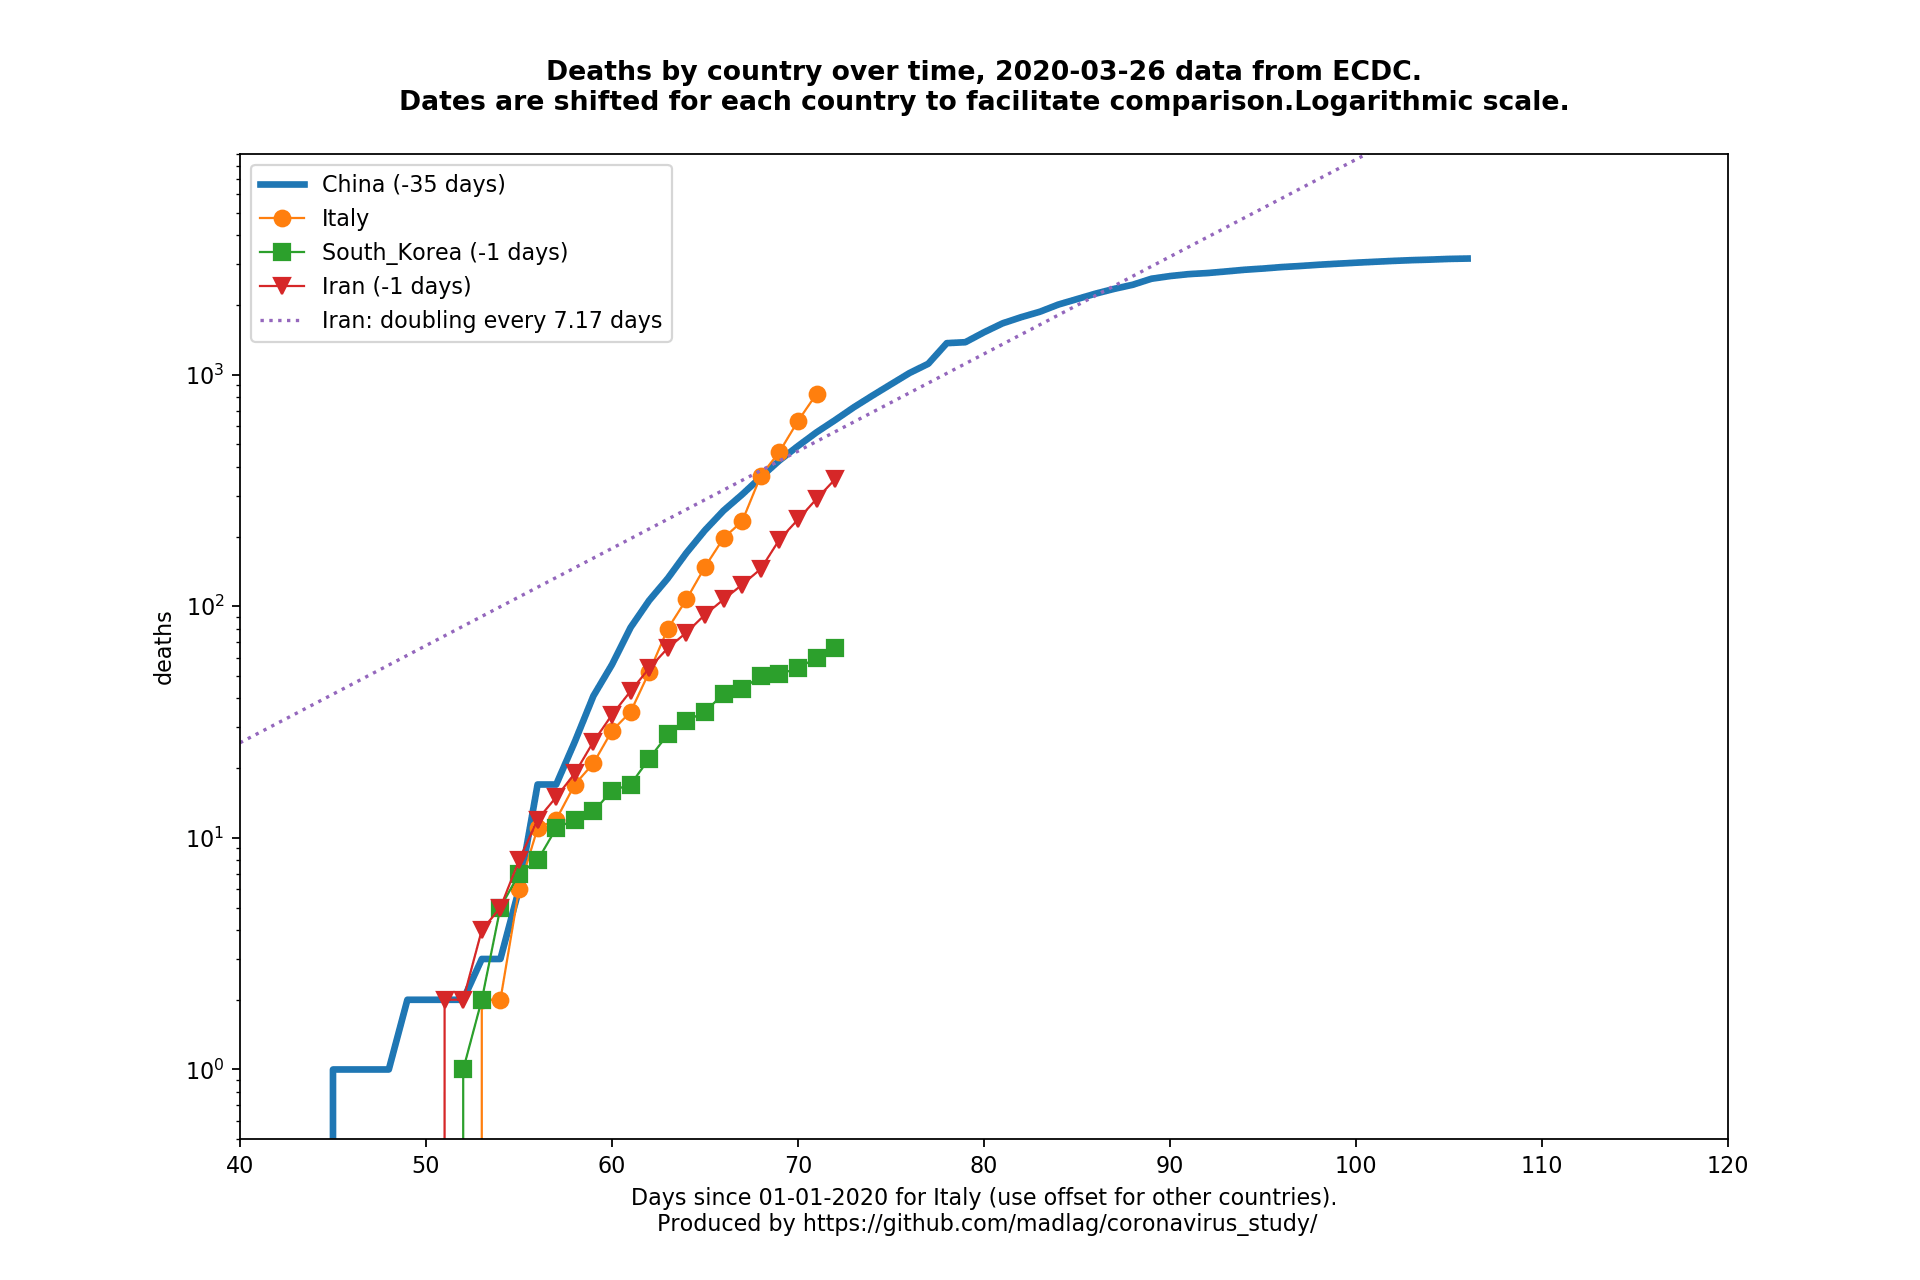 Deaths by country over time, 2020-03-26 data from ECDC.
Dates are shifted for each country to facilitate comparison.Logarithmic scale.
China (-35 days)
Italy
South_Korea (-1 days)
Iran (-1 days)
Iran: doubling every 7.17 days
10³
10²
10¹
10⁰
deaths
40 50 60 70 80 90 100 110 120
Days since 01-01-2020 for Italy (use offset for other countries).
Produced by https://github.com/madlag/coronavirus_study/